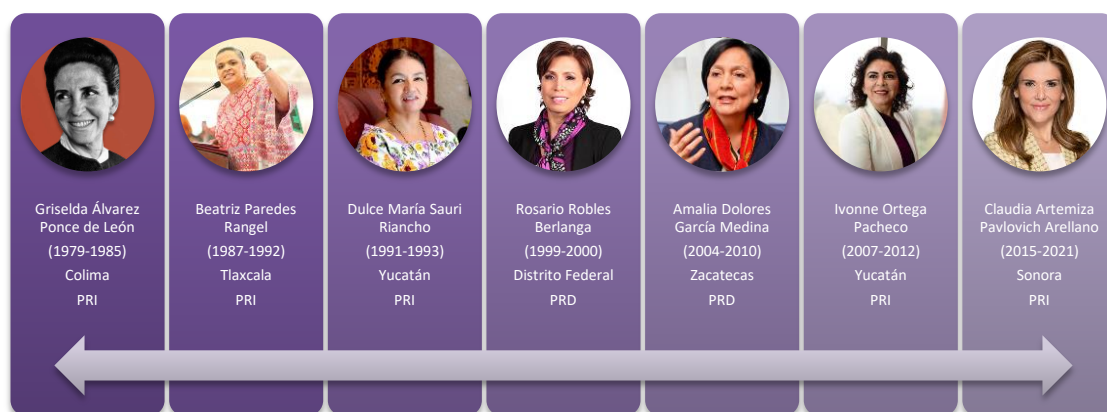 Griselda Álvarez
Ponce de León
(1979-1985)
Colima
PRI
Beatriz Paredes
Rangel
(1987-1992)
Tlaxcala
PRI
Dulce María Sauri
Riancho
(1991-1993)
Yucatán
PRI
Rosario Robles
Berlanga
(1999-2000)
Distrito Federal
PRD
Amalia Dolores
García Medina
(2004-2010)
Zacatecas
PRD
Ivonne Ortega
Pacheco
(2007-2012)
Yucatán
PRI
Claudia Artemiza
Pavlovich Arellano
(2015-2021)
Sonora
PRI